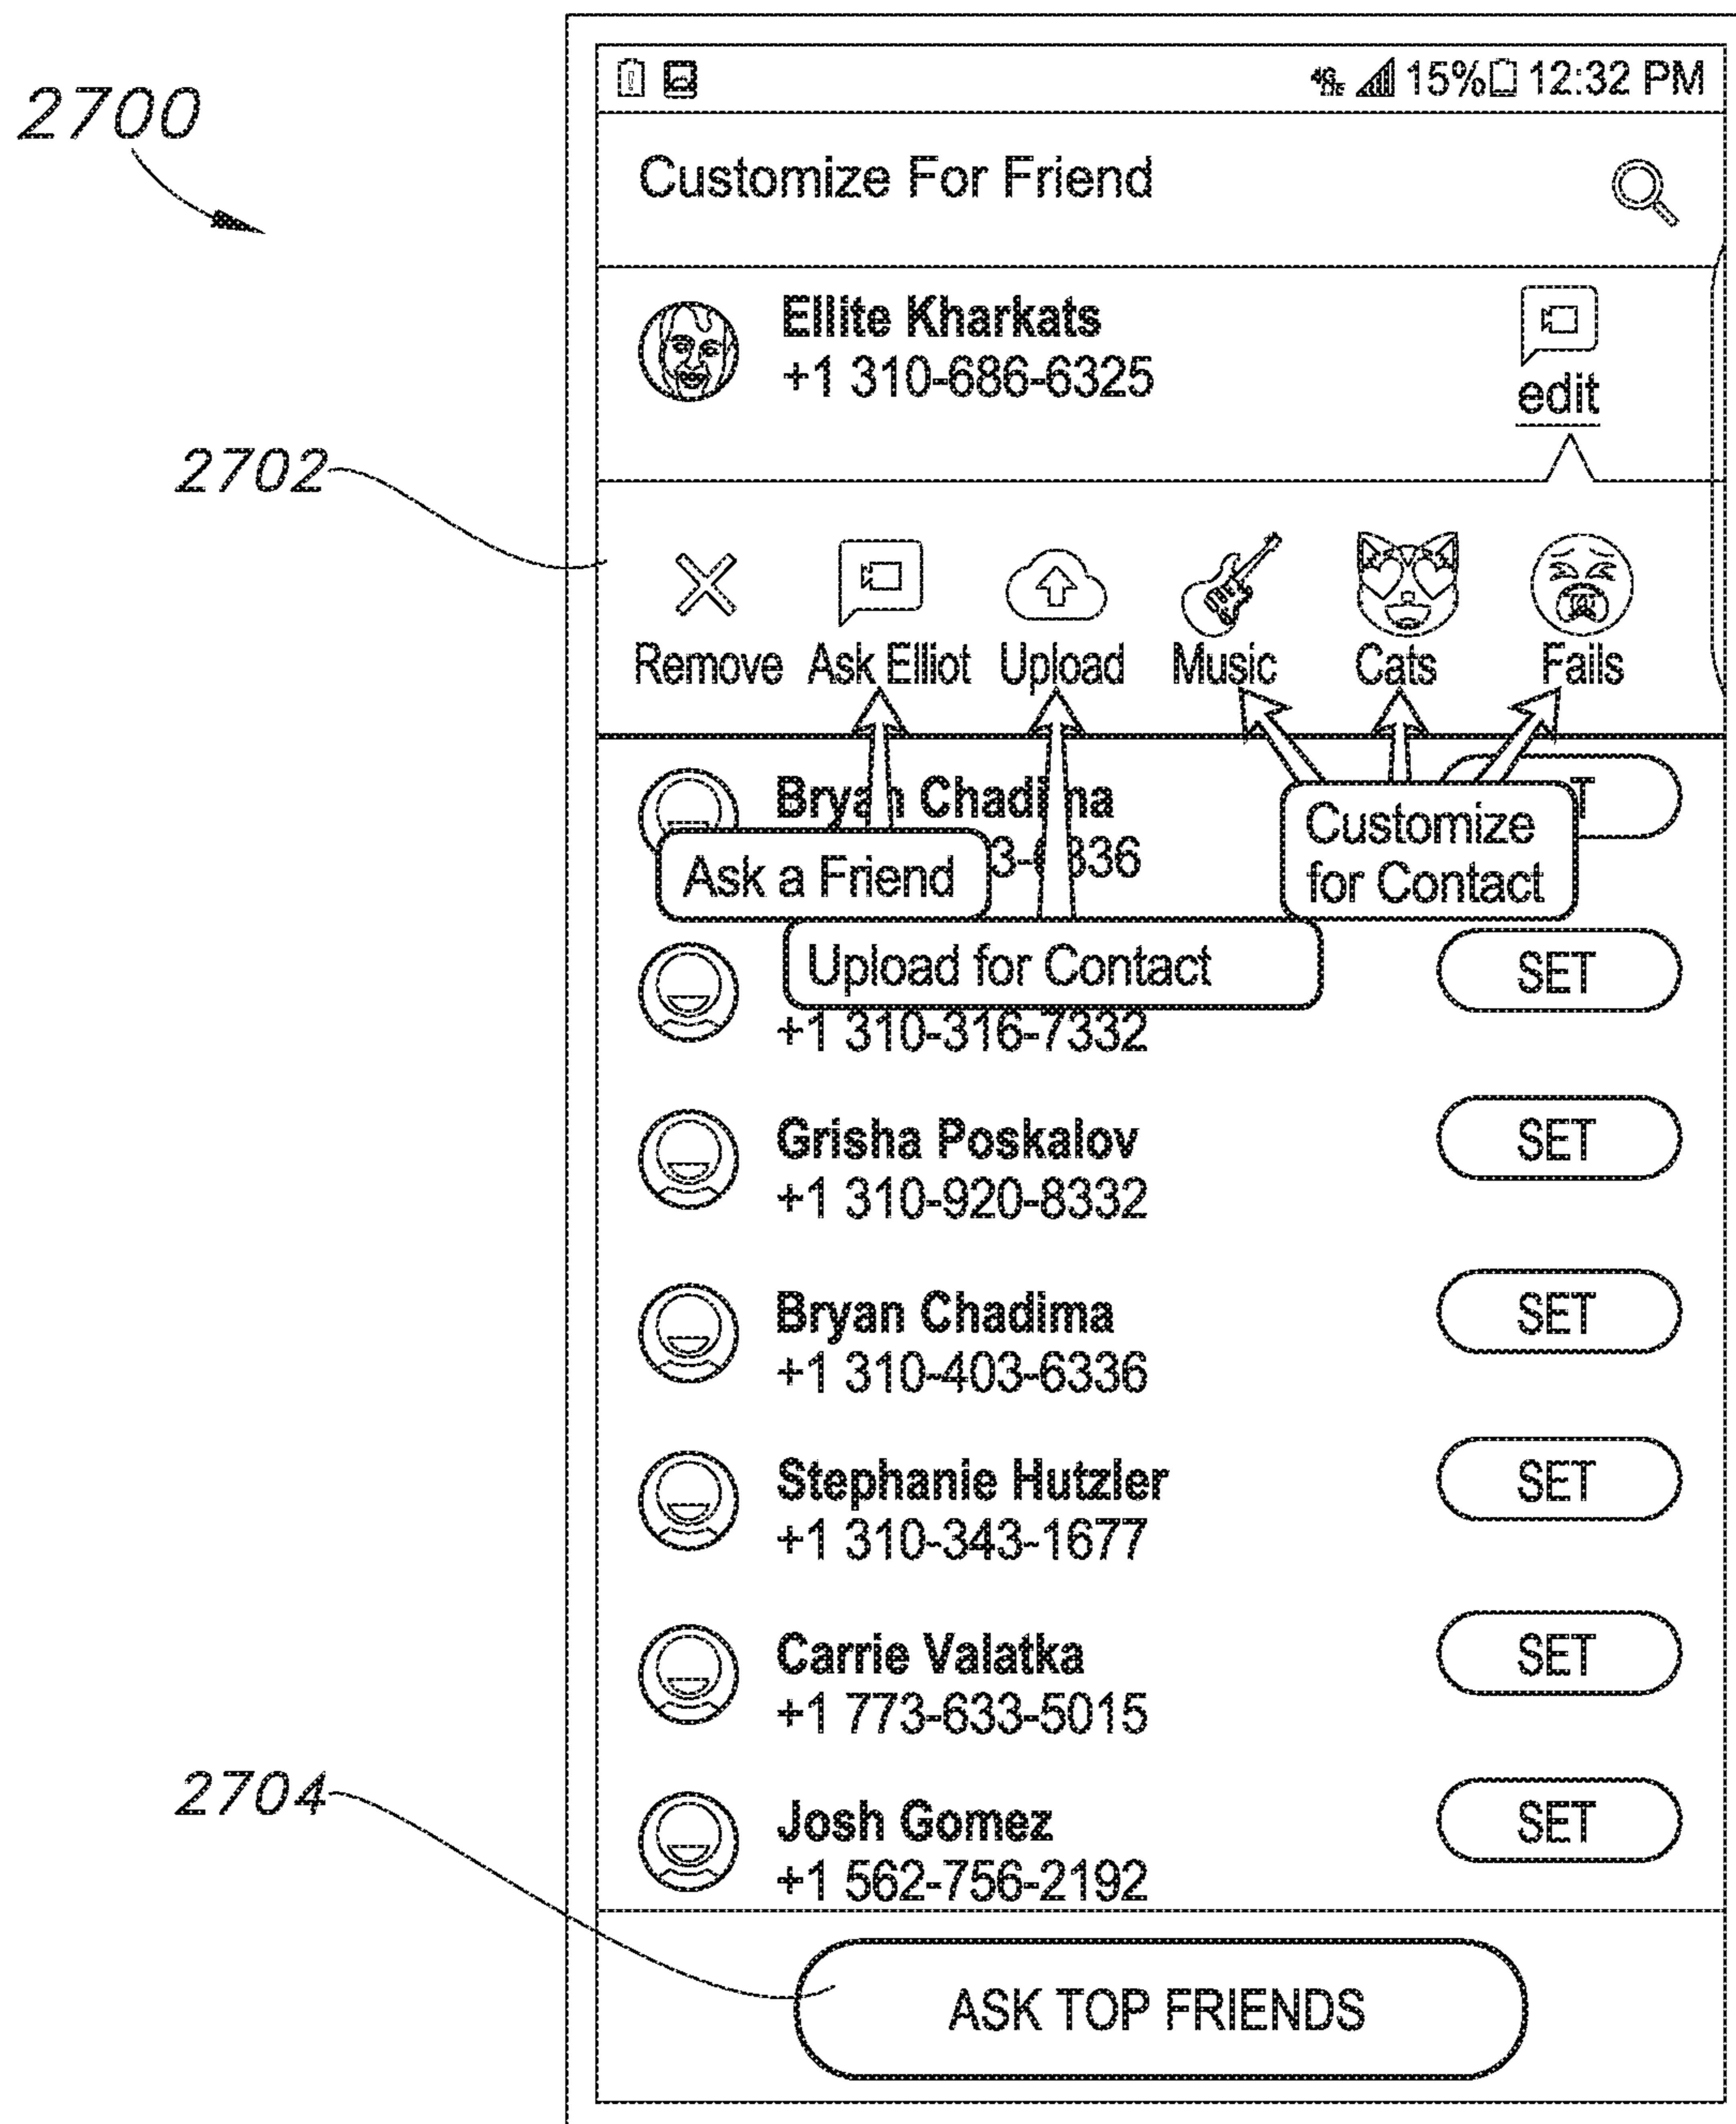 2700
15% 12:32 PM
Customize For Friend
Ellite Kharkats
+1 310-686-6325
edit
2702
Remove Ask Elliot Upload Music Cats Fails
Bryan Chadima
Customize
for Contact
Ask a Friend
Upload for Contact
SET
+1 310-316-7332
Grisha Poskalov
+1 310-920-8332
SET
Bryan Chadima
+1 310-403-6336
SET
Stephanie Hutzler
+1 310-343-1677
SET
Carrie Valatka
+1 773-633-5015
SET
2704
Josh Gomez
+1 562-756-2192
SET
ASK TOP FRIENDS